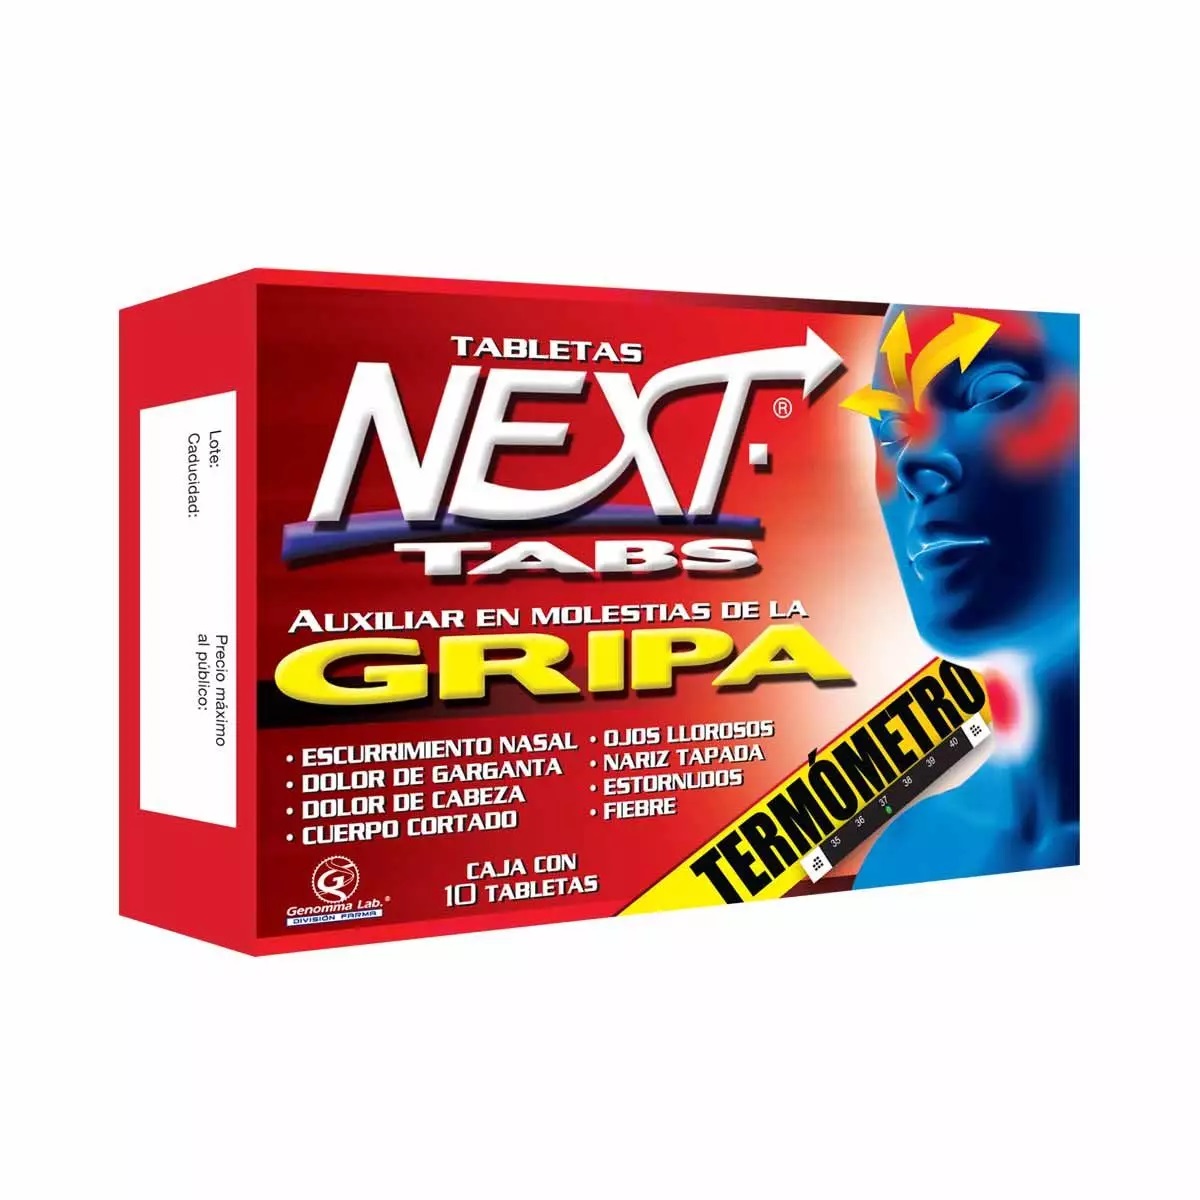 TABLETAS
NEXT.®
TABS
AUXILIAR EN MOLESTIAS DE LA
GRIPA
• ESCURRIMIENTO NASAL
• DOLOR DE GARGANTA
• DOLOR DE CABEZA
• CUERPO CORTADO
• OJOS LLOROSOS
• NARIZ TAPADA
• ESTORNUDOS
• FIEBRE
TERMÓMETRO
35 36 37 38 39 40
CAJA CON
10 TABLETAS
G
Genomma Lab.®
DIVISIÓN FARMA
Lote:
Caducidad:
Precio máximo
al público: